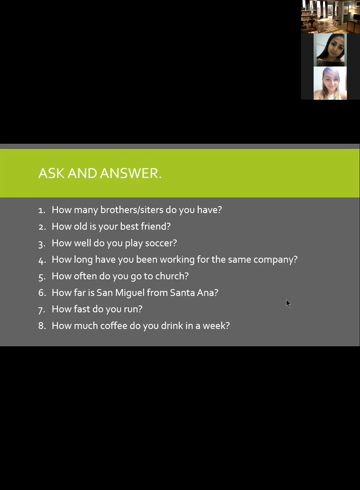 ASK AND ANSWER.
1. How many brothers/siters do you have?
2. How old is your best friend?
3. How well do you play soccer?
4. How long have you been working for the same company?
5. How often do you go to church?
6. How far is San Miguel from Santa Ana?
7. How fast do you run?
8. How much coffee do you drink in a week?